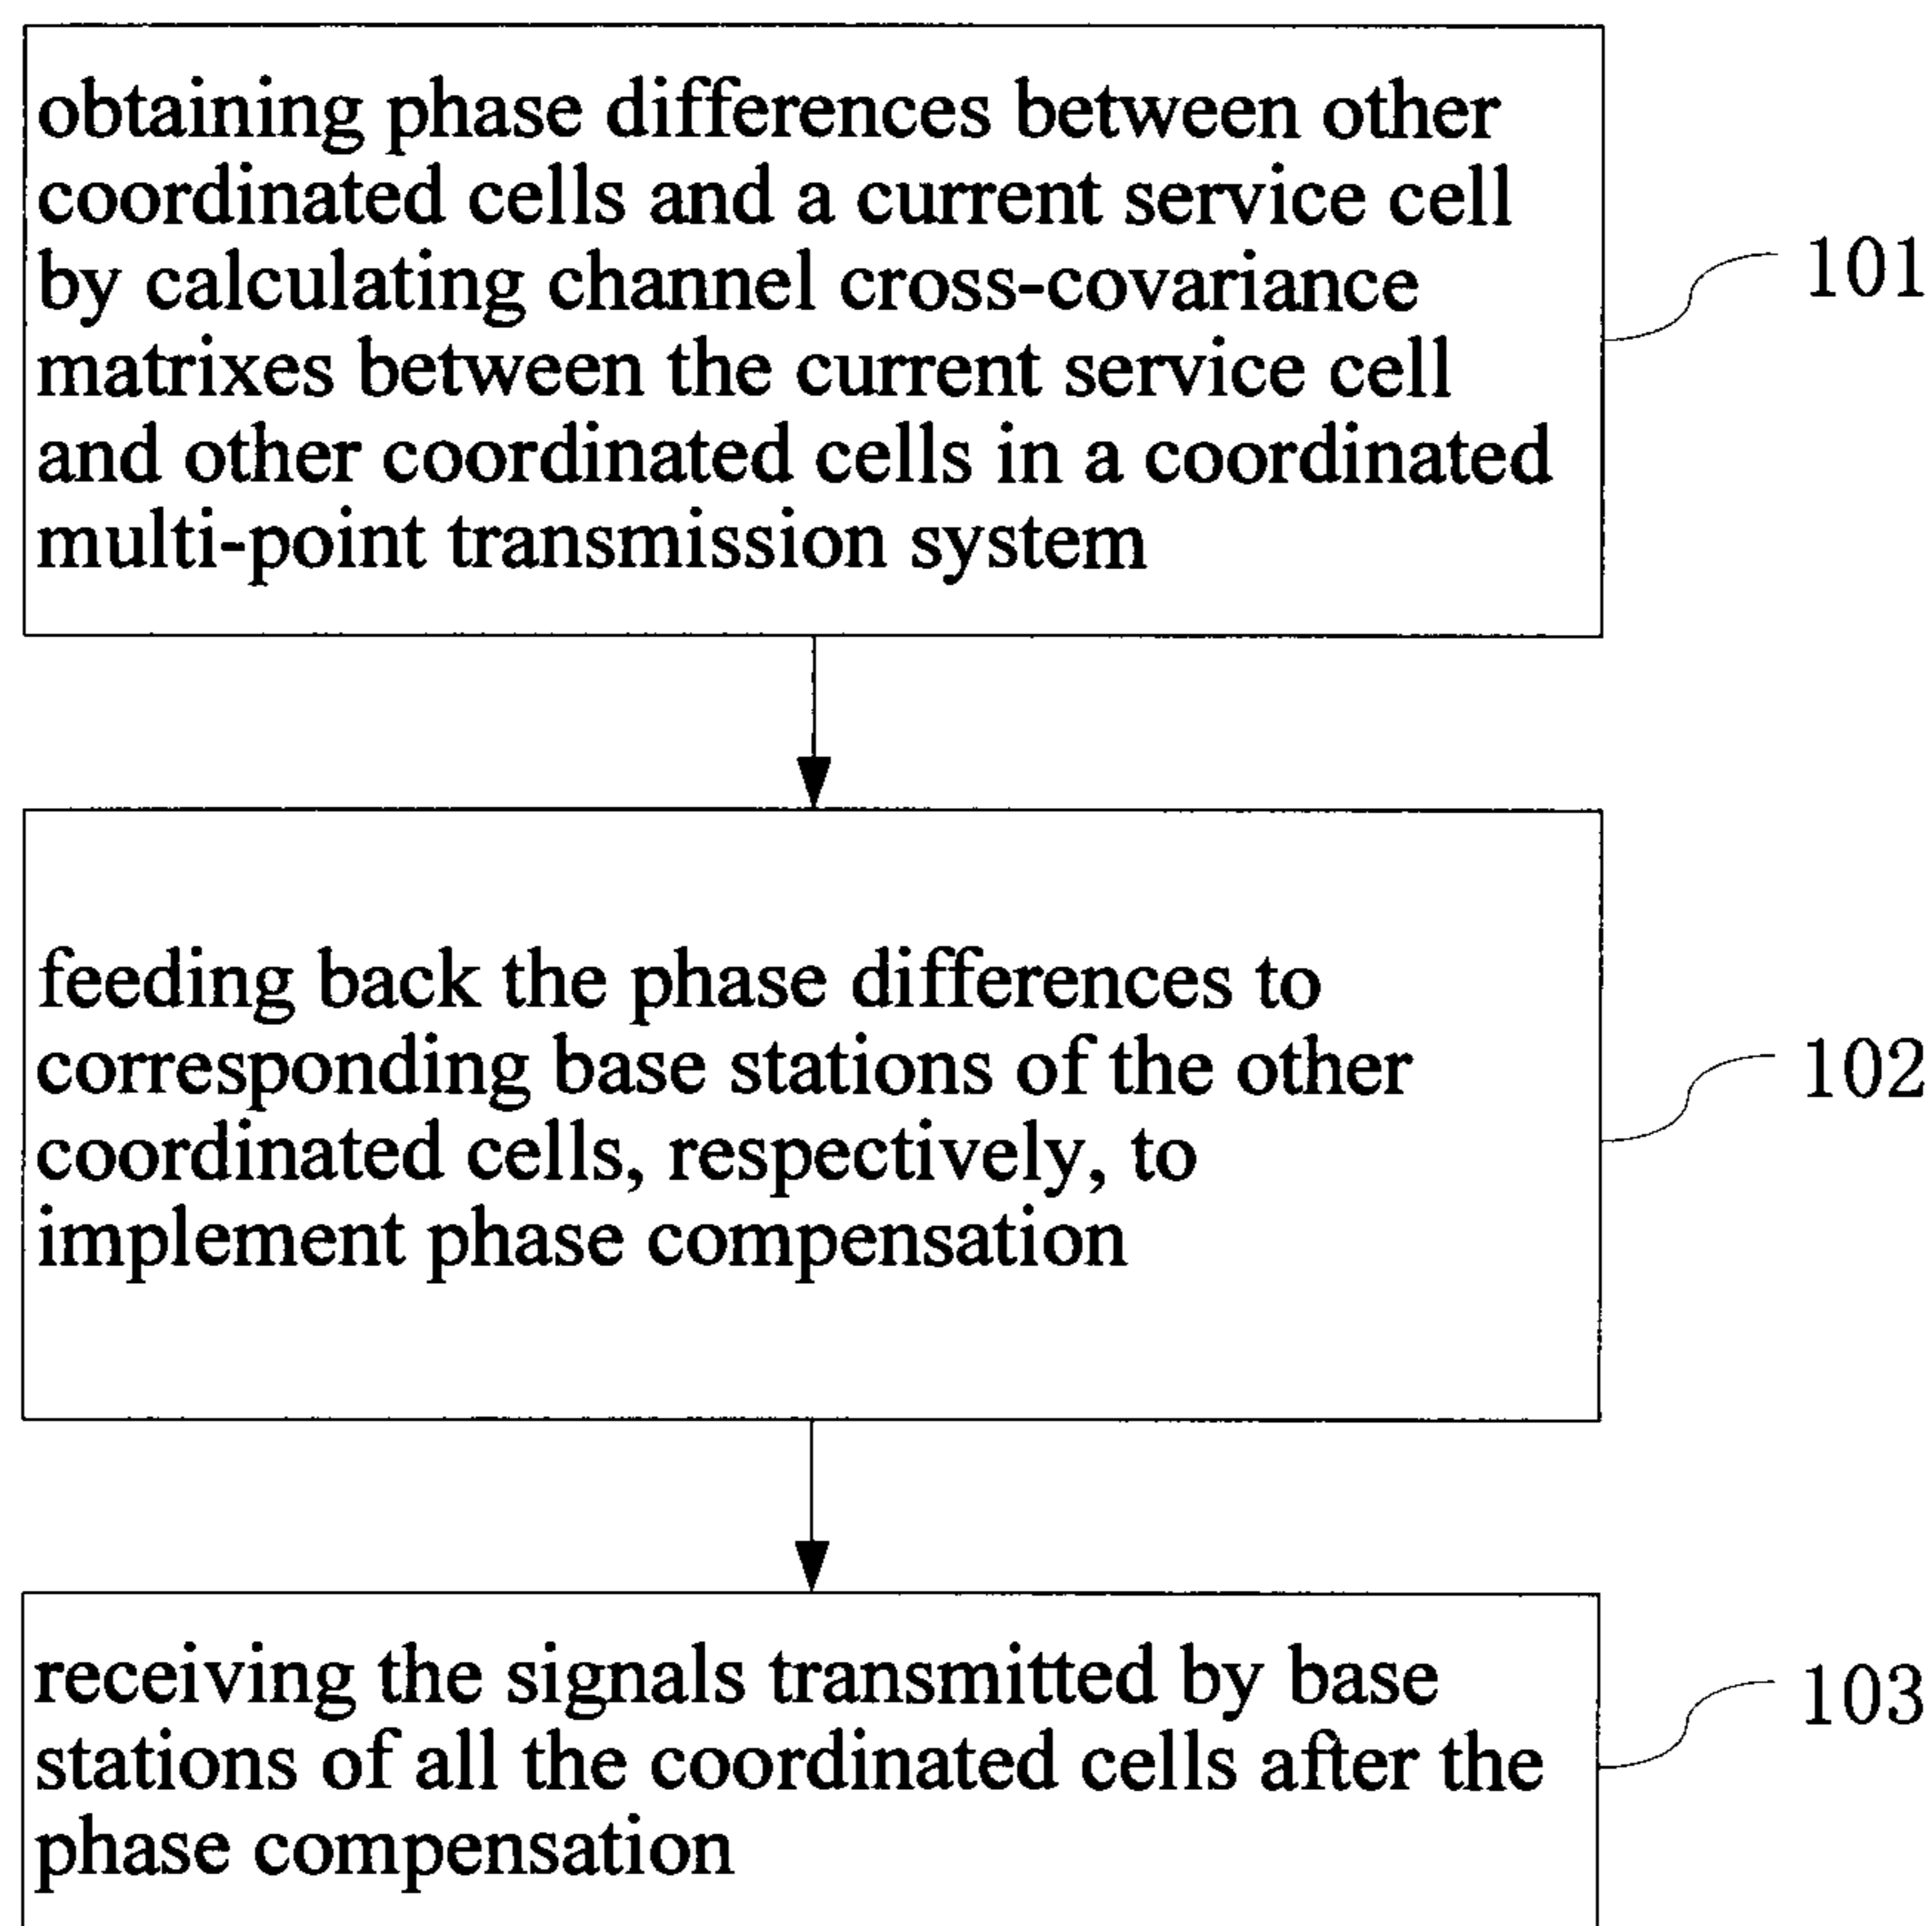 obtaining phase differences between other
coordinated cells and a current service cell
by calculating channel cross-covariance
matrixes between the current service cell
and other coordinated cells in a coordinated
multi-point transmission system
101
feeding back the phase differences to
corresponding base stations of the other
coordinated cells, respectively, to
implement phase compensation
102
receiving the signals transmitted by base
stations of all the coordinated cells after the
phase compensation
103